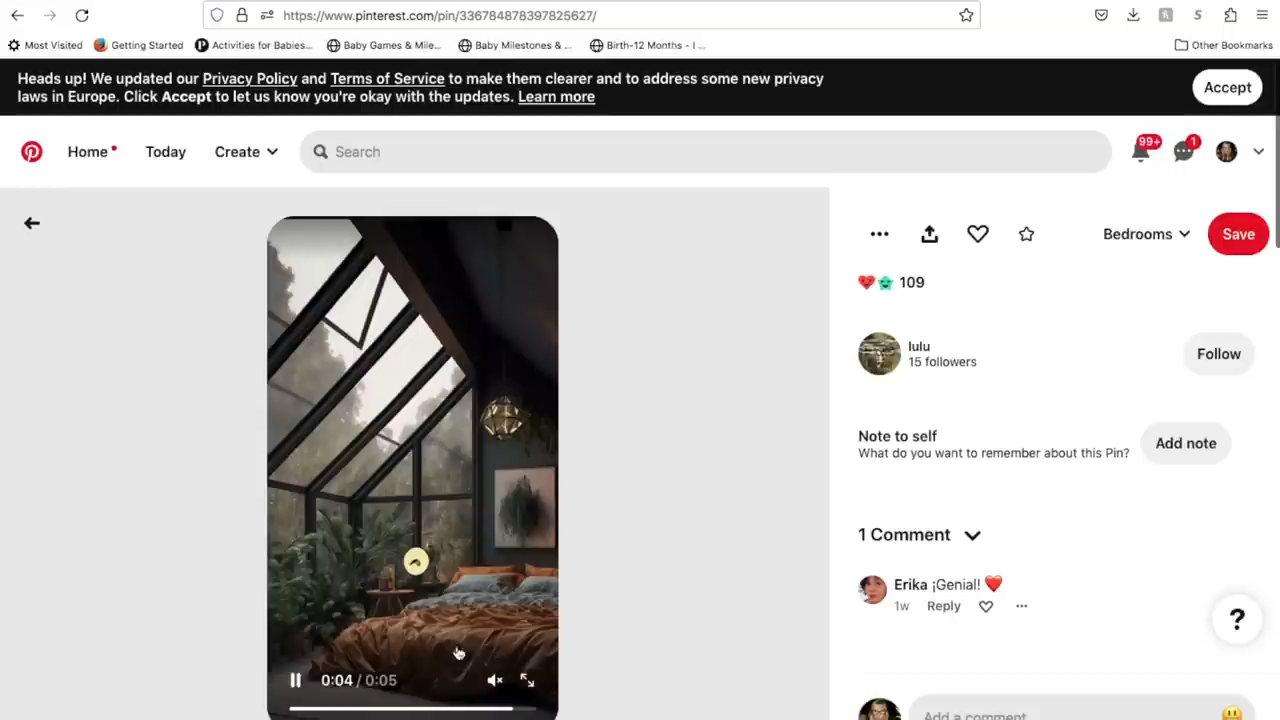 https://www.pinterest.com/pin/336784878397825627/
Most Visited
Getting Started
Activities for Babies...
Baby Games & Mile...
Baby Milestones & ...
Birth-12 Months - I ...
Other Bookmarks
Heads up! We updated our Privacy Policy and Terms of Service to make them clearer and to address some new privacy
laws in Europe. Click Accept to let us know you're okay with the updates. Learn more
Accept
Home
Today
Create
Search
99+
1
Bedrooms
Save
109
lulu
15 followers
Follow
Note to self
What do you want to remember about this Pin?
Add note
1 Comment
Erika ¡Genial! ❤️
1w
Reply
...
?
0:04 / 0:05
Add a comment